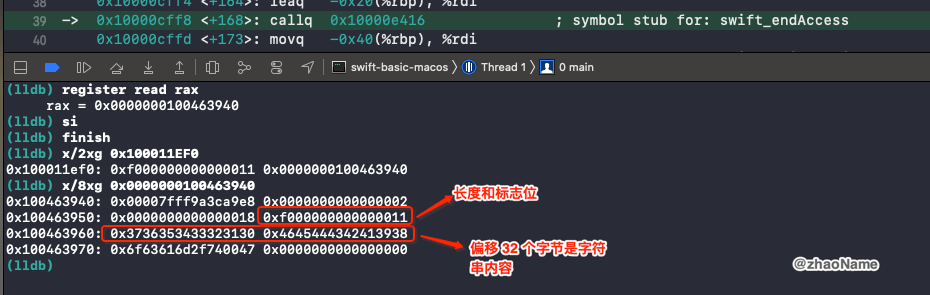 38 0x10000cff4 <+164>: leaq -0x20(%rbp), %rdi
39 -> 0x10000cff8 <+168>: callq 0x10000e416 ; symbol stub for: swift_endAccess
40 0x10000cffd <+173>: movq -0x40(%rbp), %rdi
swift-basic-macos 〉 Thread 1 〉 0 main
(lldb) register read rax
rax = 0x0000000100463940
(lldb) si
(lldb) finish
(lldb) x/2xg 0x100011EF0
0x100011ef0: 0xf000000000000011 0x0000000100463940
(lldb) x/8xg 0x0000000100463940
0x100463940: 0x00007fff9a3ca9e8 0x0000000000000002
0x100463950: 0x0000000000000018 0xf000000000000011
长度和标志位
0x100463960: 0x3736353433323130 0x4645444342413938
0x100463970: 0x6f63616d2f740047 0x0000000000000000
偏移 32 个字节是字符
串内容
(lldb)
@zhaoName